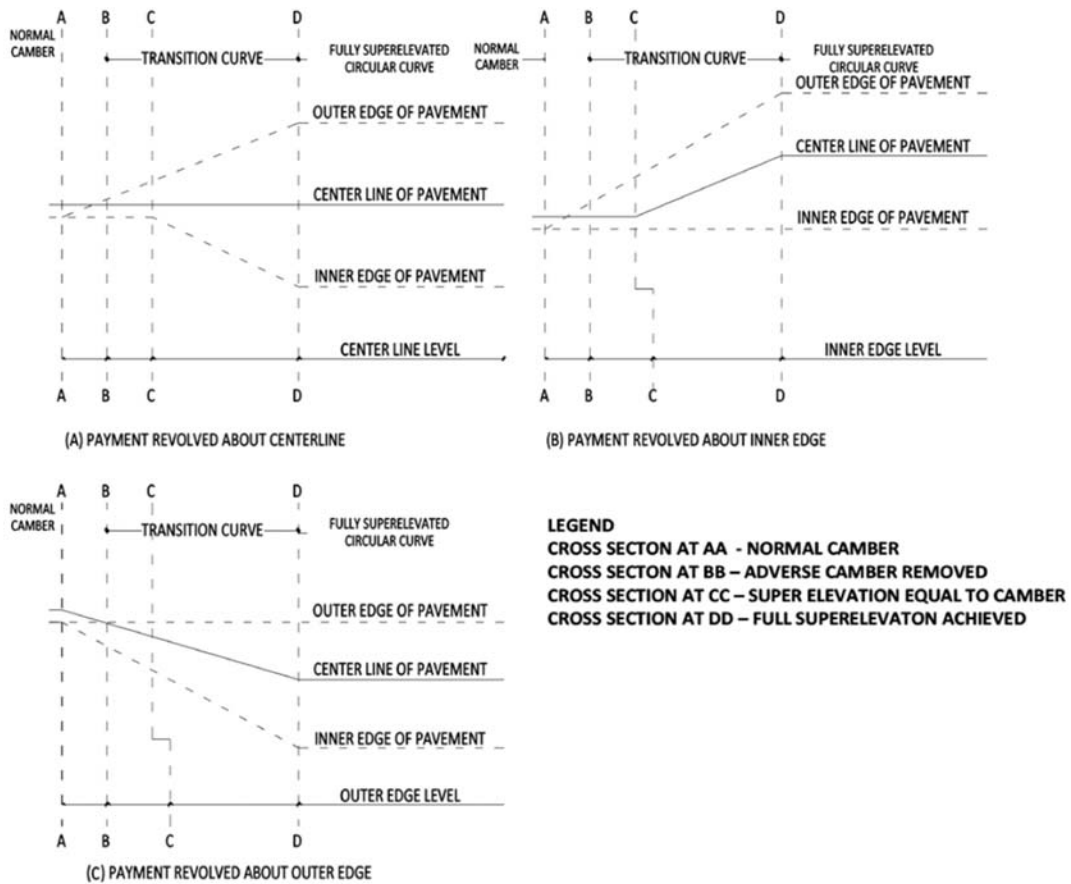 A B C D
NORMAL
CAMBER
TRANSITION CURVE
FULLY SUPERELEVATED
CIRCULAR CURVE
OUTER EDGE OF PAVEMENT
CENTER LINE OF PAVEMENT
INNER EDGE OF PAVEMENT
CENTER LINE LEVEL
A B C D
(A) PAYMENT REVOLVED ABOUT CENTERLINE
A B C D
NORMAL
CAMBER
TRANSITION CURVE
FULLY SUPERELEVATED
CIRCULAR CURVE
OUTER EDGE OF PAVEMENT
CENTER LINE OF PAVEMENT
INNER EDGE OF PAVEMENT
INNER EDGE LEVEL
A B C D
(B) PAYMENT REVOLVED ABOUT INNER EDGE
A B C D
NORMAL
CAMBER
TRANSITION CURVE
FULLY SUPERELEVATED
CIRCULAR CURVE
OUTER EDGE OF PAVEMENT
CENTER LINE OF PAVEMENT
INNER EDGE OF PAVEMENT
OUTER EDGE LEVEL
A B C D
(C) PAYMENT REVOLVED ABOUT OUTER EDGE
LEGEND
CROSS SECTON AT AA - NORMAL CAMBER
CROSS SECTON AT BB – ADVERSE CAMBER REMOVED
CROSS SECTION AT CC – SUPER ELEVATION EQUAL TO CAMBER
CROSS SECTION AT DD – FULL SUPERELEVATON ACHIEVED